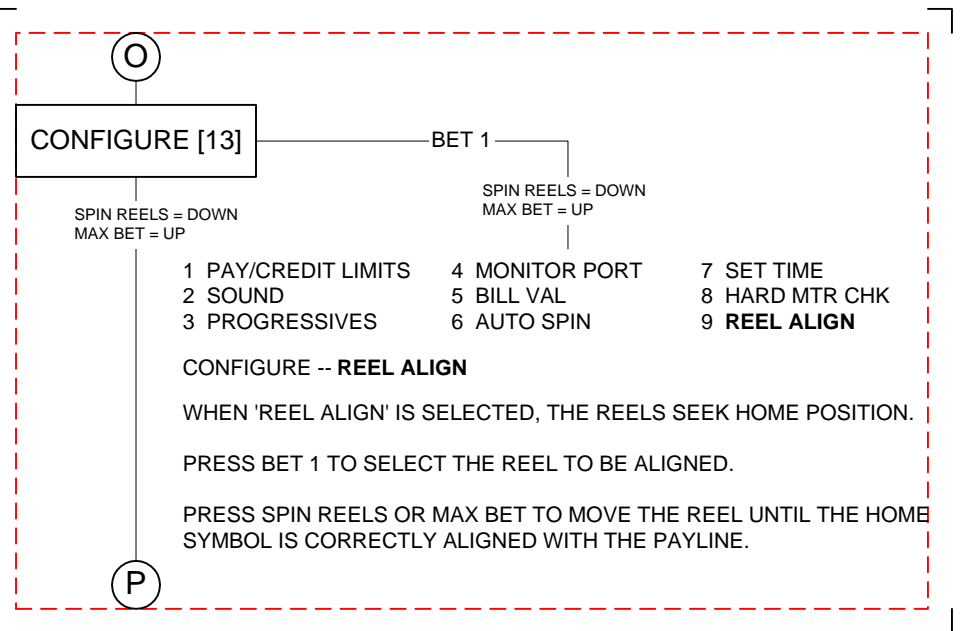 O
CONFIGURE [13]
BET 1
SPIN REELS = DOWN
MAX BET = UP
SPIN REELS = DOWN
MAX BET = UP
1 PAY/CREDIT LIMITS 4 MONITOR PORT 7 SET TIME
2 SOUND 5 BILL VAL 8 HARD MTR CHK
3 PROGRESSIVES 6 AUTO SPIN 9 REEL ALIGN
CONFIGURE -- REEL ALIGN
WHEN 'REEL ALIGN' IS SELECTED, THE REELS SEEK HOME POSITION.
PRESS BET 1 TO SELECT THE REEL TO BE ALIGNED.
PRESS SPIN REELS OR MAX BET TO MOVE THE REEL UNTIL THE HOME
SYMBOL IS CORRECTLY ALIGNED WITH THE PAYLINE.
P